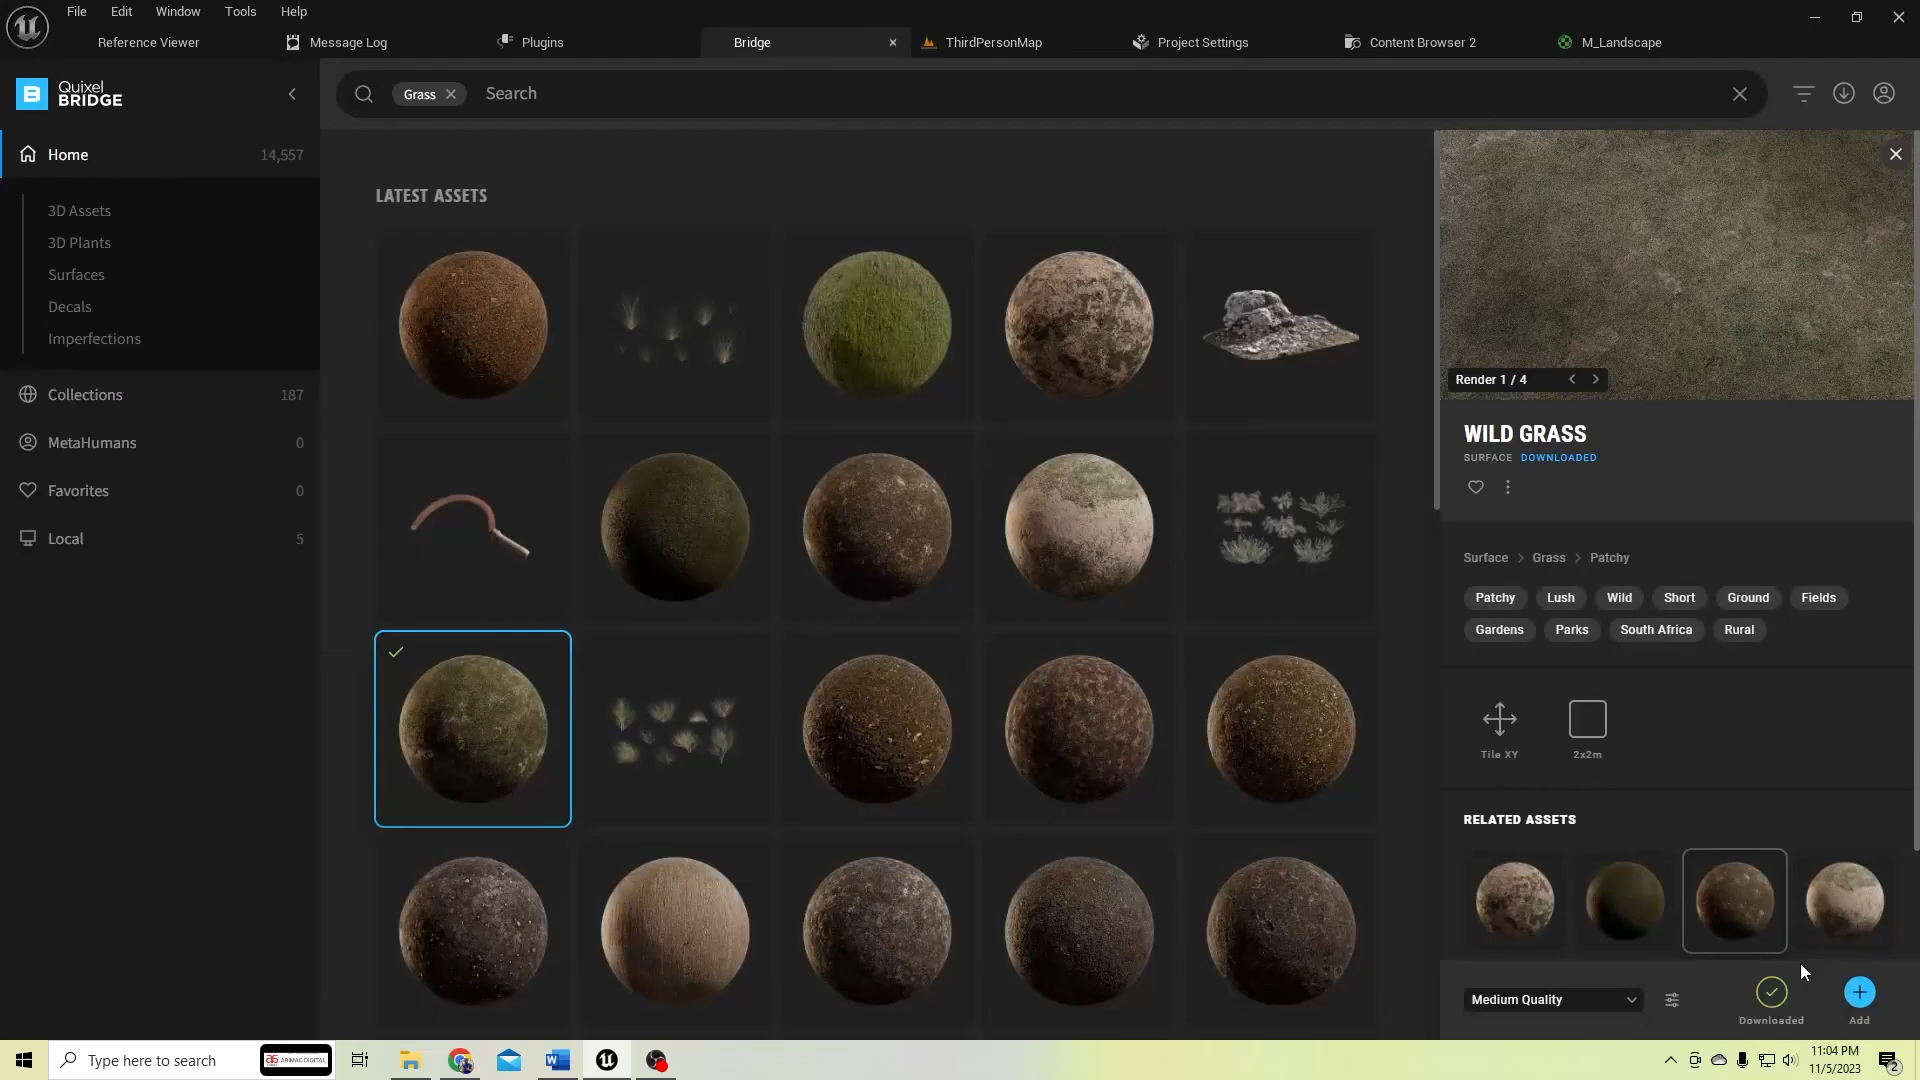 File Edit Window Tools Help
Reference Viewer Message Log Plugins Bridge ThirdPersonMap Project Settings Content Browser 2 M_Landscape
Quixel
BRIDGE
Grass Search
Home 14,557
3D Assets
3D Plants
Surfaces
Decals
Imperfections
Collections 187
MetaHumans 0
Favorites 0
Local 5
LATEST ASSETS
Render 1 / 4
WILD GRASS
SURFACE DOWNLOADED
Surface > Grass > Patchy
Patchy Lush Wild Short Ground Fields
Gardens Parks South Africa Rural
Tile XY 2x2m
RELATED ASSETS
Medium Quality
Downloaded Add
Type here to search
ARIMAC DIGITAL
11:04 PM
11/5/2023
2